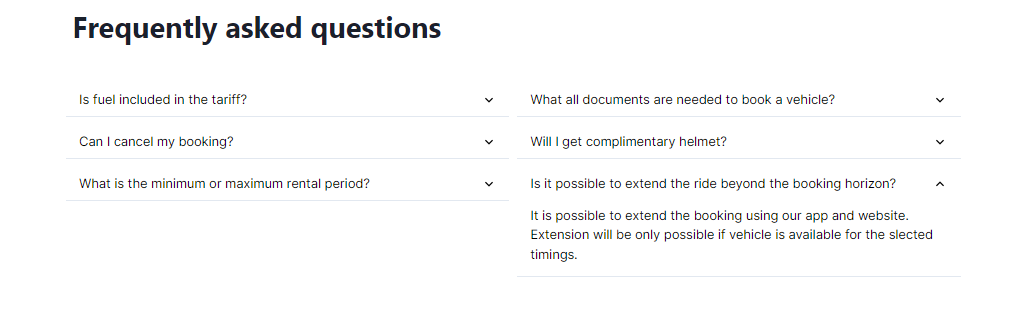 Frequently asked questions
Is fuel included in the tariff?
Can I cancel my booking?
What is the minimum or maximum rental period?
What all documents are needed to book a vehicle?
Will I get complimentary helmet?
Is it possible to extend the ride beyond the booking horizon?
It is possible to extend the booking using our app and website.
Extension will be only possible if vehicle is available for the slected
timings.